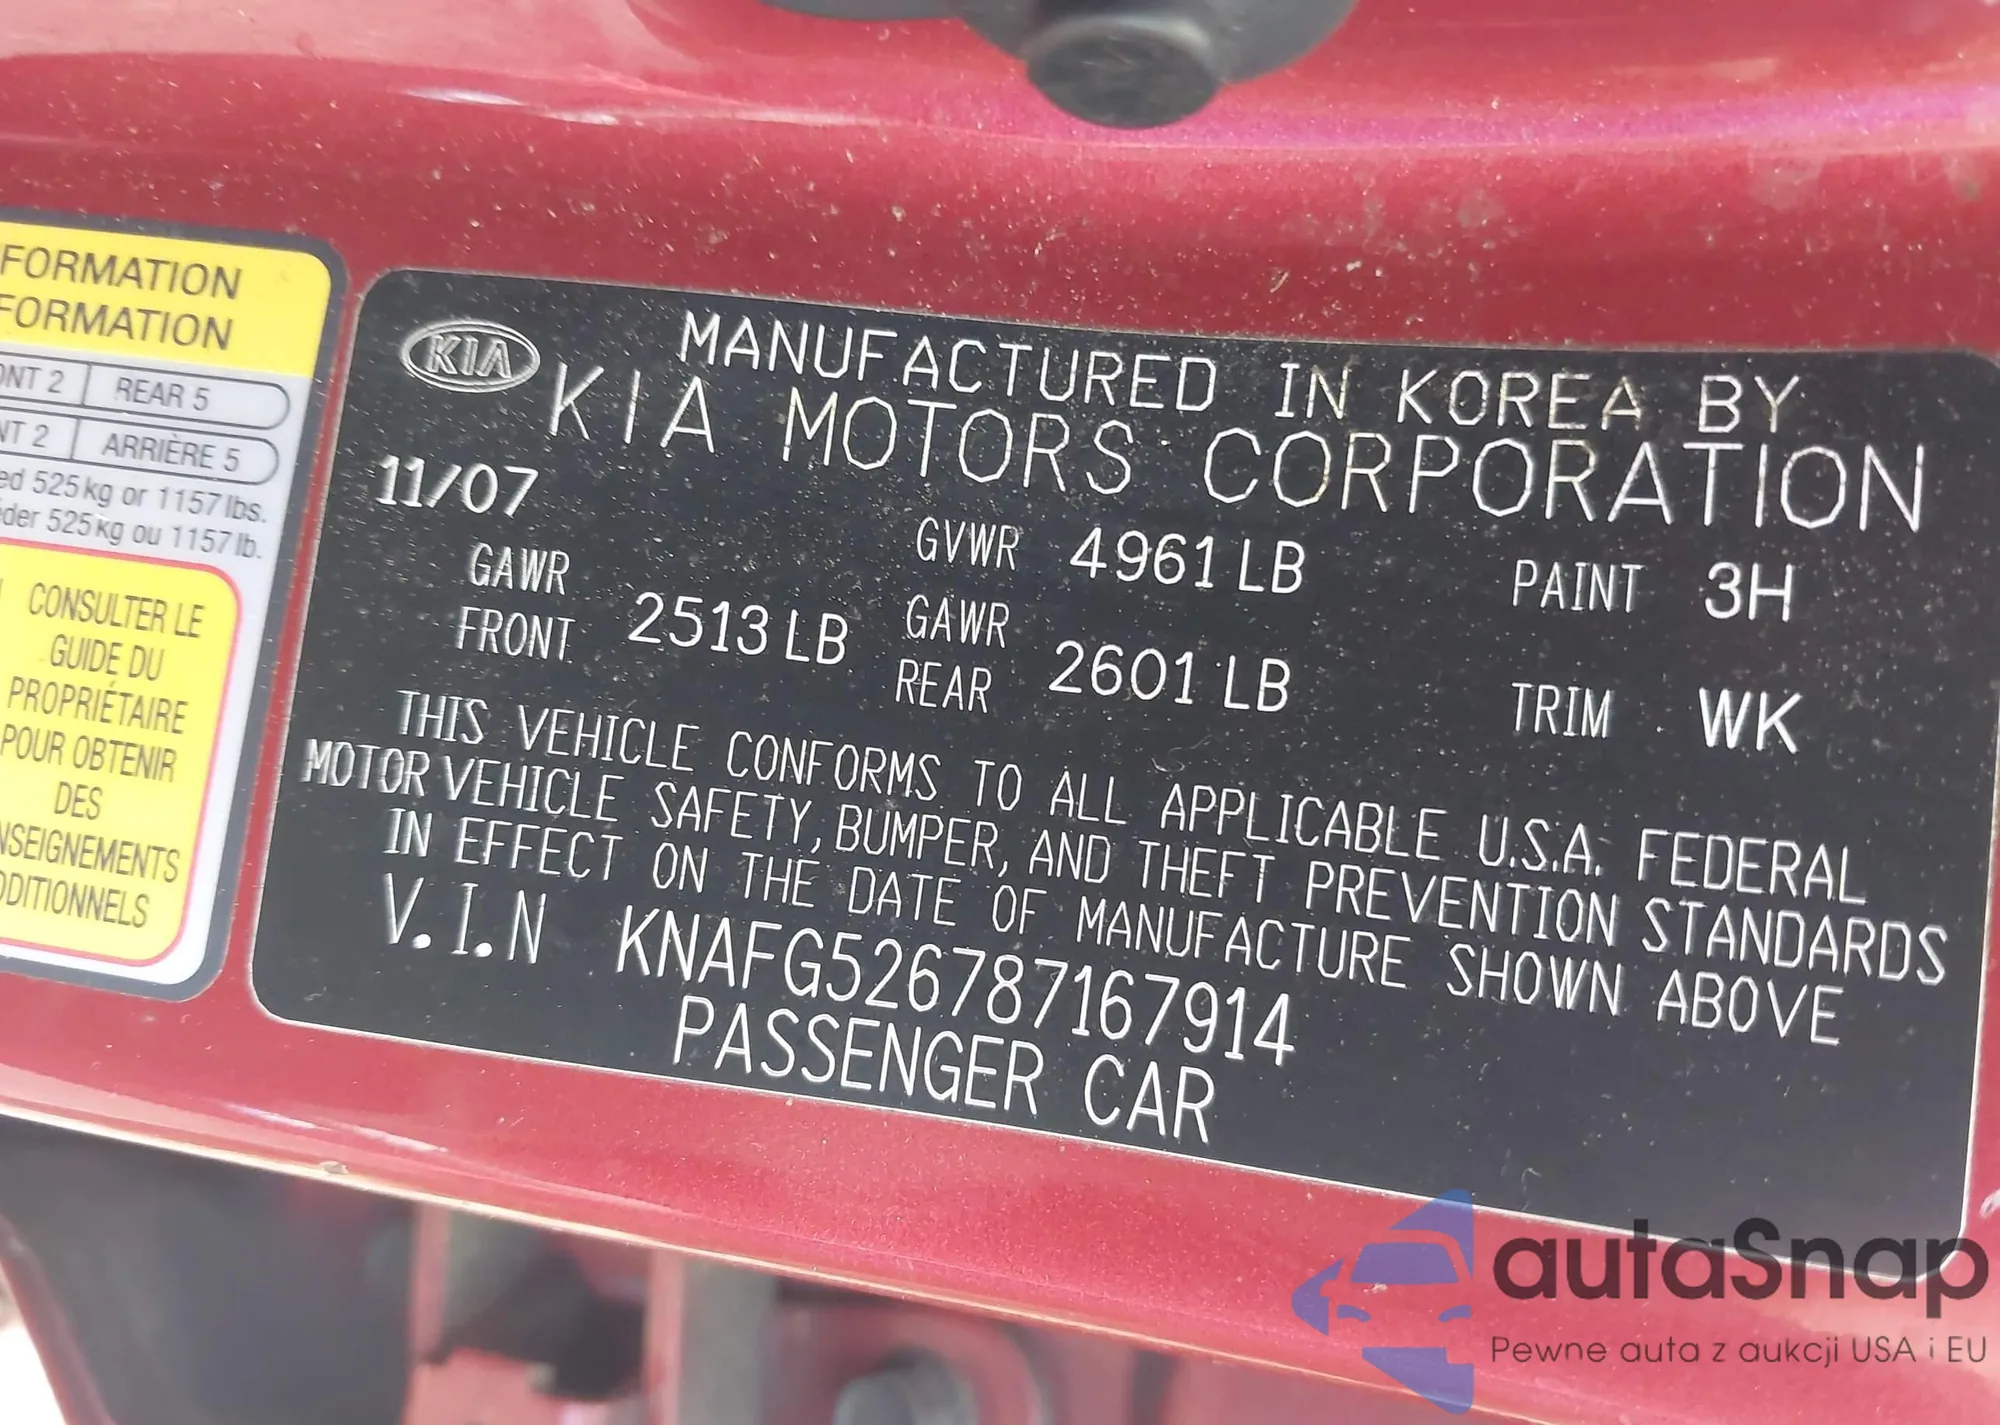 FORMATION
FORMATION
ONT 2 | REAR 5
NT 2 | ARRIÈRE 5
ed 525 kg or 1157 lbs.
der 525 kg ou 1157 lb.
CONSULTER LE
GUIDE DU
PROPRIÉTAIRE
POUR OBTENIR
DES
NSEIGNEMENTS
DDITIONNELS
KIA
MANUFACTURED IN KOREA BY
KIA MOTORS CORPORATION
11/07
GVWR 4961 LB
PAINT 3H
GAWR FRONT 2513 LB
GAWR REAR 2601 LB
TRIM WK
THIS VEHICLE CONFORMS TO ALL APPLICABLE U.S.A. FEDERAL
MOTOR VEHICLE SAFETY, BUMPER, AND THEFT PREVENTION STANDARDS
IN EFFECT ON THE DATE OF MANUFACTURE SHOWN ABOVE
V.I.N KNAFG526787167914
PASSENGER CAR
autaSnap
Pewne auta z aukcji USA i EU